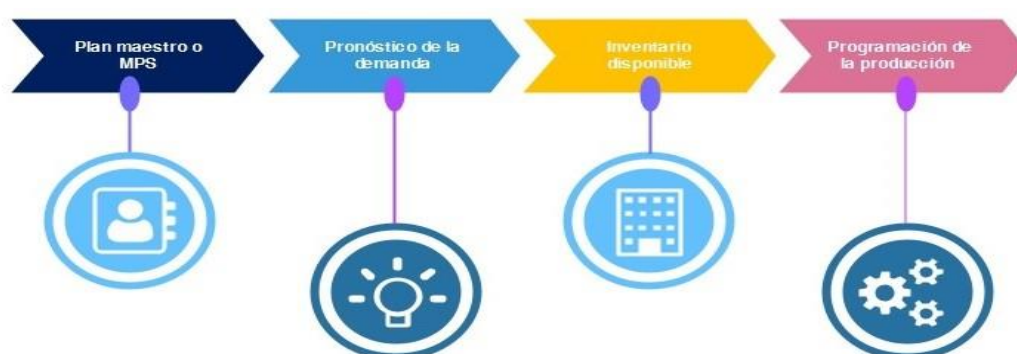 Plan maestro o
MPS
Pronóstico de la
demanda
Inventario
disponible
Programación de
la producción